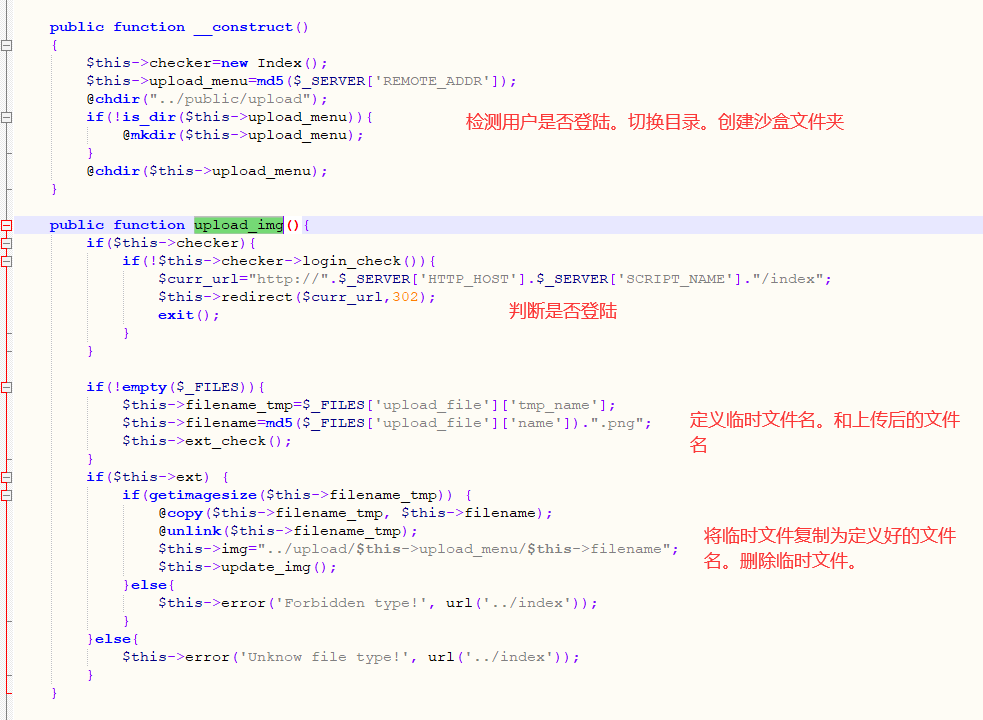 public function __construct()
{
$this->checker=new Index();
$this->upload_menu=md5($_SERVER['REMOTE_ADDR']);
@chdir("../public/upload");
if(!is_dir($this->upload_menu)){
@mkdir($this->upload_menu);
}
@chdir($this->upload_menu);
}
检测用户是否登陆。切换目录。创建沙盒文件夹
public function upload_img(){
if($this->checker){
if(!$this->checker->login_check()){
$curr_url="http://".$_SERVER['HTTP_HOST'].$_SERVER['SCRIPT_NAME']."/index";
$this->redirect($curr_url,302);
exit();
}
}
判断是否登陆
if(!empty($_FILES)){
$this->filename_tmp=$_FILES['upload_file']['tmp_name'];
$this->filename=md5($_FILES['upload_file']['name']).".png";
$this->ext_check();
}
定义临时文件名。和上传后的文件
名
if($this->ext) {
if(getimagesize($this->filename_tmp)) {
@copy($this->filename_tmp, $this->filename);
@unlink($this->filename_tmp);
$this->img="../upload/$this->upload_menu/$this->filename";
$this->update_img();
}else{
$this->error('Forbidden type!', url('../index'));
}
}else{
$this->error('Unknow file type!', url('../index'));
}
}
将临时文件复制为定义好的文件
名。删除临时文件。